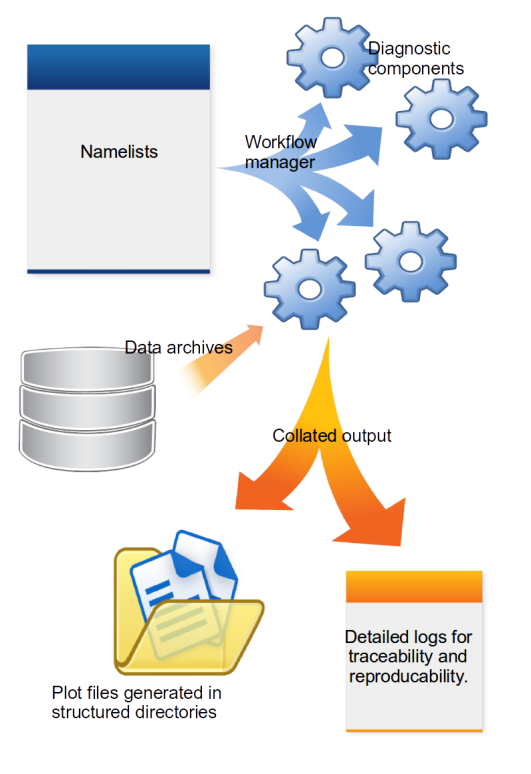 Diagnostic
components
Namelists
Workflow
manager
Data archives
Collated output
Detailed logs for
traceability and
reproducability.
Plot files generated in
structured directories